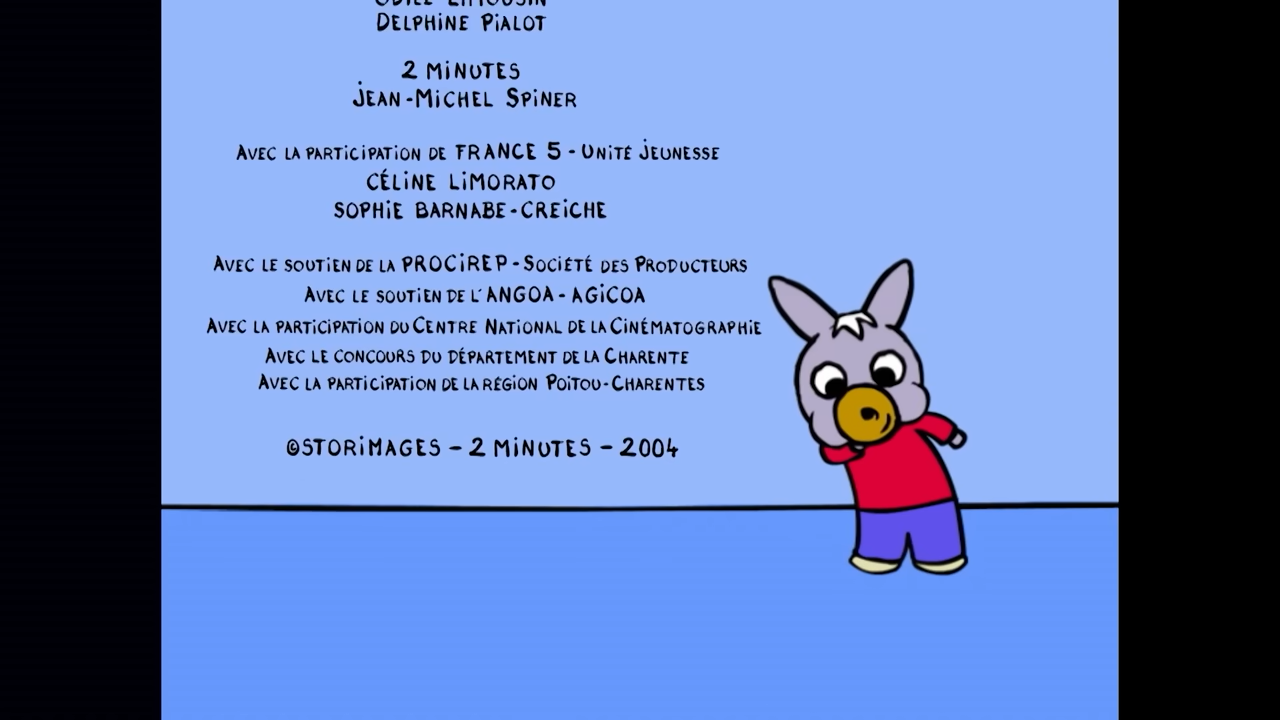 ODILE LIMOUSIN
DELPHINE PIALOT
2 MINUTES
JEAN-MICHEL SPINER
AVEC LA PARTICIPATION DE FRANCE 5 - UNITÉ JEUNESSE
CÉLINE LIMORATO
SOPHIE BARNABE-CREICHE
AVEC LE SOUTIEN DE LA PROCIREP - SOCIÉTÉ DES PRODUCTEURS
AVEC LE SOUTIEN DE L'ANGOA - AGICOA
AVEC LA PARTICIPATION DU CENTRE NATIONAL DE LA CINÉMATOGRAPHIE
AVEC LE CONCOURS DU DÉPARTEMENT DE LA CHARENTE
AVEC LA PARTICIPATION DE LA RÉGION POITOU-CHARENTES
©STORIMAGES - 2 MINUTES - 2004